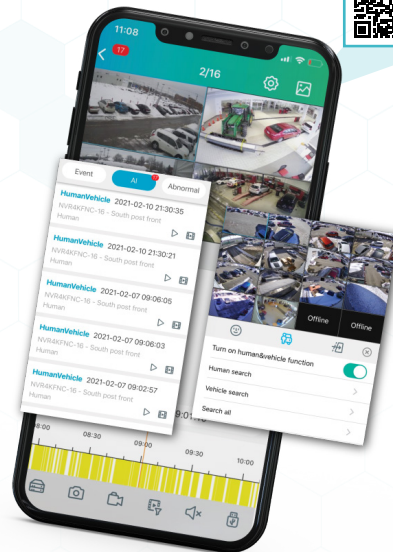 11:08
17
2/16
Event
AI
Abnormal
HumanVehicle 2021-02-10 21:30:35
NVR4KFNC-16 - South post front
Human
HumanVehicle 2021-02-10 21:30:21
NVR4KFNC-16 - South post front
Human
HumanVehicle 2021-02-07 09:06:05
NVR4KFNC-16 - South post front
Human
HumanVehicle 2021-02-07 09:06:03
NVR4KFNC-16 - South post front
Human
HumanVehicle 2021-02-07 09:02:57
NVR4KFNC-16 - South post front
Human
Offline
Offline
Turn on human&vehicle function
Human search
Vehicle search
Search all
08:30
09:00
09:30
10:00